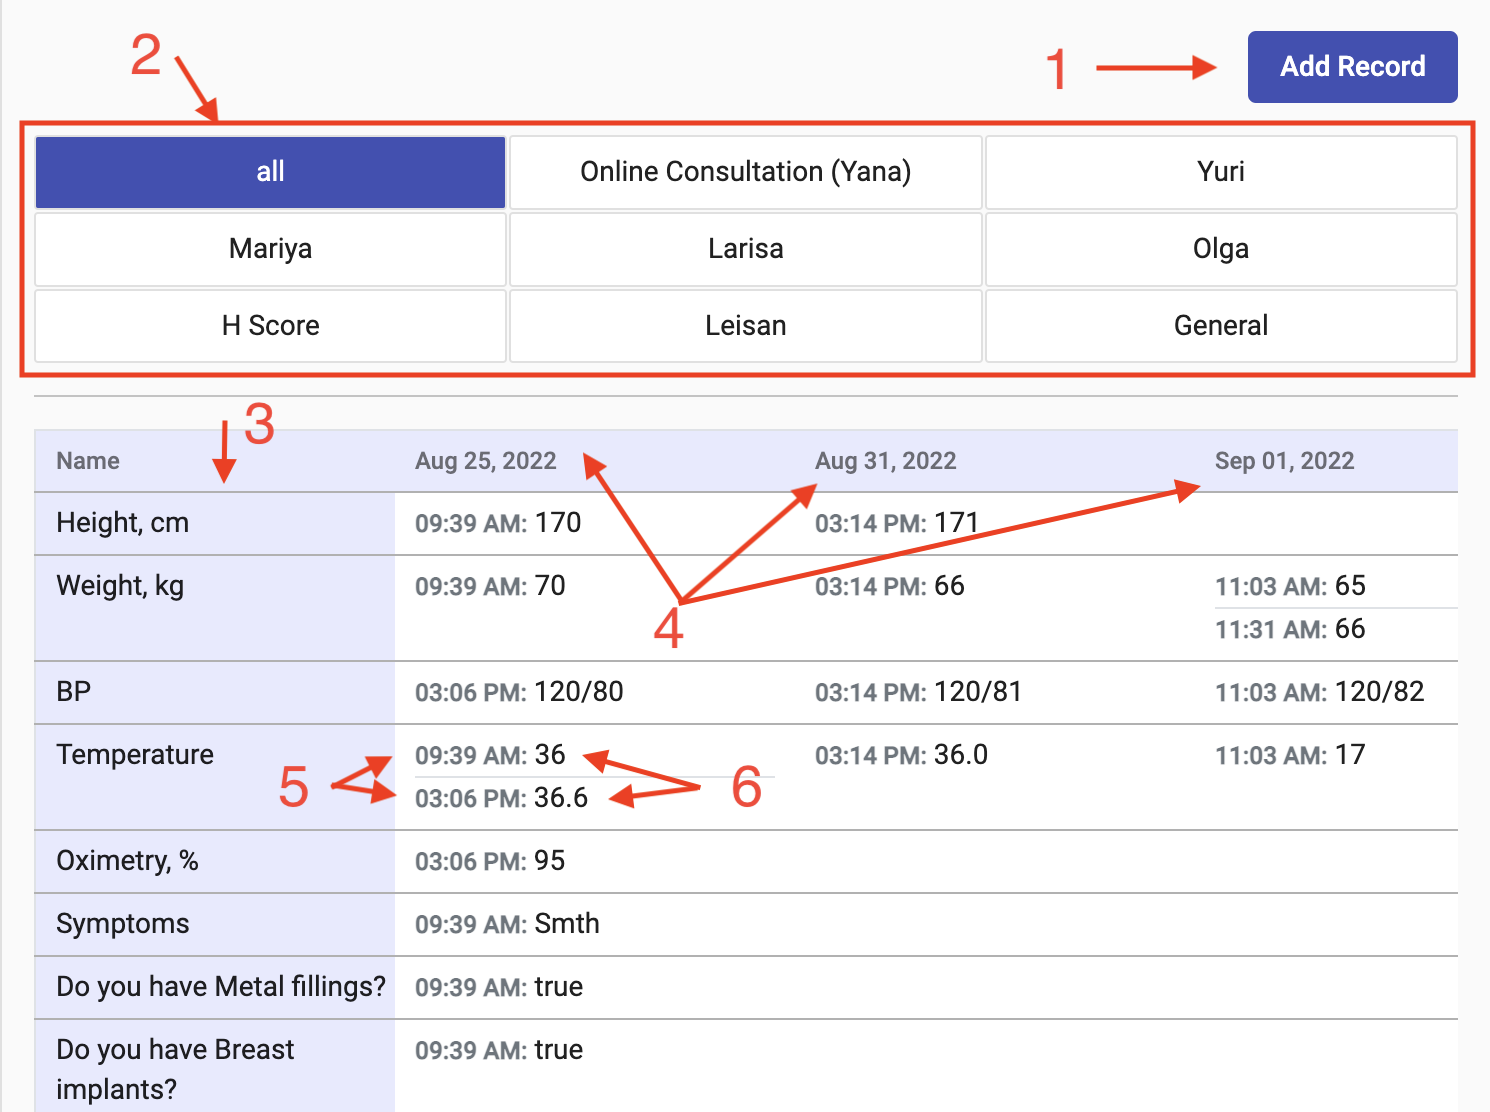 2
1
Add Record
all
Online Consultation (Yana)
Yuri
Mariya
Larisa
Olga
H Score
Leisan
General
3
Name
Aug 25, 2022
Aug 31, 2022
Sep 01, 2022
Height, cm
09:39 AM: 170
03:14 PM: 171
Weight, kg
09:39 AM: 70
03:14 PM: 66
11:03 AM: 65
11:31 AM: 66
4
BP
03:06 PM: 120/80
03:14 PM: 120/81
11:03 AM: 120/82
Temperature
09:39 AM: 36
03:14 PM: 36.0
11:03 AM: 17
5
6
03:06 PM: 36.6
Oximetry, %
03:06 PM: 95
Symptoms
09:39 AM: Smth
Do you have Metal fillings?
09:39 AM: true
Do you have Breast
implants?
09:39 AM: true